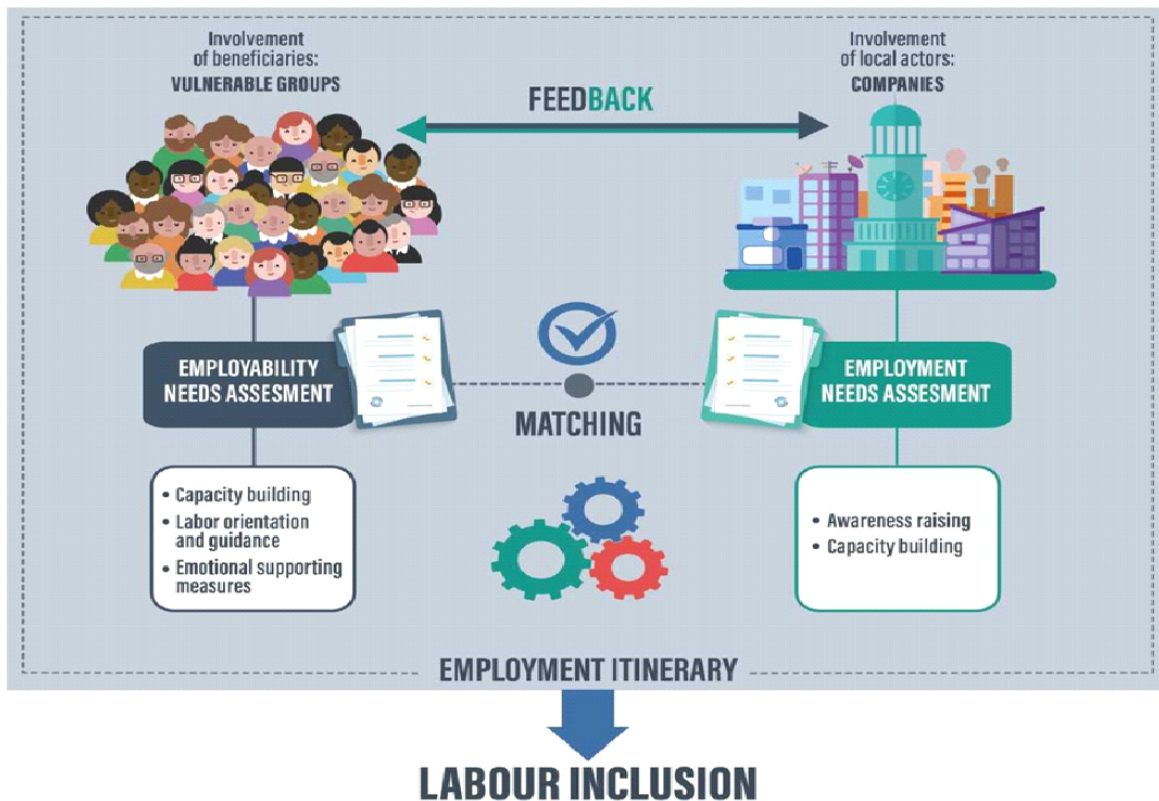 Involvement
of beneficiaries:
VULNERABLE GROUPS
Involvement
of local actors:
COMPANIES
FEEDBACK
EMPLOYABILITY
NEEDS ASSESMENT
MATCHING
EMPLOYMENT
NEEDS ASSESMENT
• Capacity building
• Labor orientation
and guidance
• Emotional supporting
measures
• Awareness raising
• Capacity building
EMPLOYMENT ITINERARY
LABOUR INCLUSION